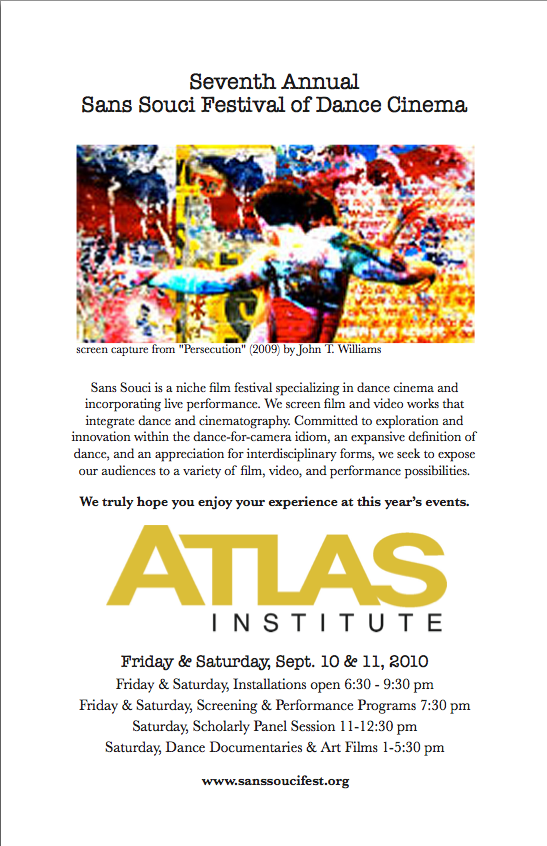 Seventh Annual
Sans Souci Festival of Dance Cinema
screen capture from "Persecution" (2009) by John T. Williams
Sans Souci is a niche film festival specializing in dance cinema and
incorporating live performance. We screen film and video works that
integrate dance and cinematography. Committed to exploration and
innovation within the dance-for-camera idiom, an expansive definition of
dance, and an appreciation for interdisciplinary forms, we seek to expose
our audiences to a variety of film, video, and performance possibilities.
We truly hope you enjoy your experience at this year's events.
ATLAS
INSTITUTE
Friday & Saturday, Sept. 10 & 11, 2010
Friday & Saturday, Installations open 6:30 - 9:30 pm
Friday & Saturday, Screening & Performance Programs 7:30 pm
Saturday, Scholarly Panel Session 11-12:30 pm
Saturday, Dance Documentaries & Art Films 1-5:30 pm
www.sanssoucifest.org